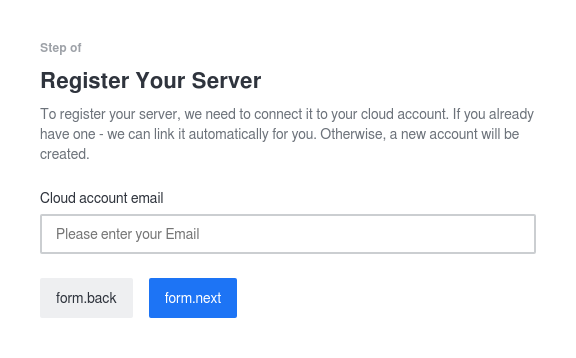 Step of
Register Your Server
To register your server, we need to connect it to your cloud account. If you already
have one - we can link it automatically for you. Otherwise, a new account will be
created.
Cloud account email
Please enter your Email
form.back form.next